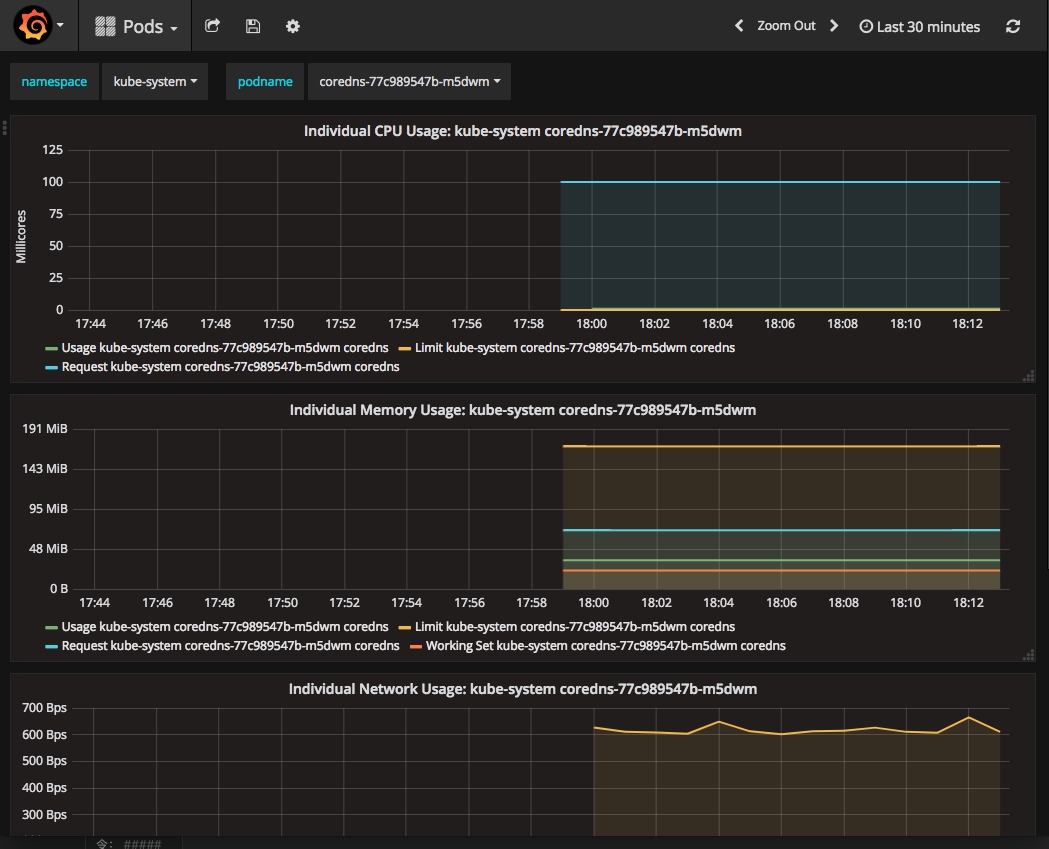 Pods
Zoom Out
Last 30 minutes
namespace
kube-system
podname
coredns-77c989547b-m5dwm
Individual CPU Usage: kube-system coredns-77c989547b-m5dwm
Millicores
125
100
75
50
25
0
17:44 17:46 17:48 17:50 17:52 17:54 17:56 17:58 18:00 18:02 18:04 18:06 18:08 18:10 18:12
Usage kube-system coredns-77c989547b-m5dwm coredns Limit kube-system coredns-77c989547b-m5dwm coredns
Request kube-system coredns-77c989547b-m5dwm coredns
Individual Memory Usage: kube-system coredns-77c989547b-m5dwm
191 MiB
143 MiB
95 MiB
48 MiB
0 B
17:44 17:46 17:48 17:50 17:52 17:54 17:56 17:58 18:00 18:02 18:04 18:06 18:08 18:10 18:12
Usage kube-system coredns-77c989547b-m5dwm coredns Limit kube-system coredns-77c989547b-m5dwm coredns
Request kube-system coredns-77c989547b-m5dwm coredns Working Set kube-system coredns-77c989547b-m5dwm coredns
Individual Network Usage: kube-system coredns-77c989547b-m5dwm
700 Bps
600 Bps
500 Bps
400 Bps
300 Bps
令: #####